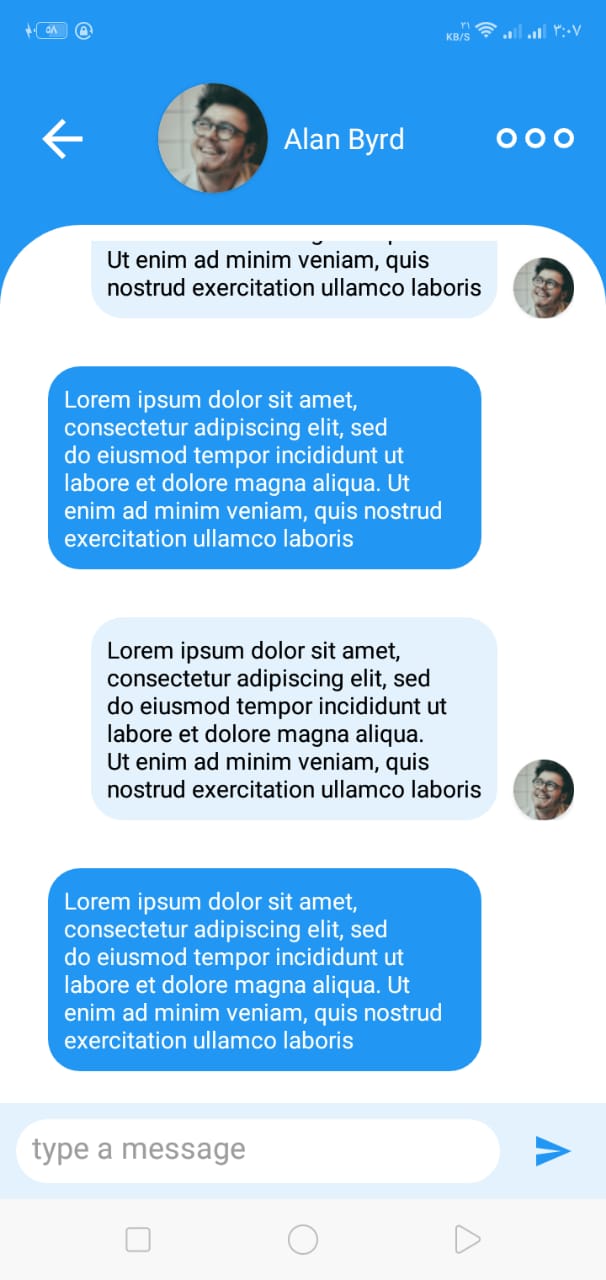 ۵۸
۲۱
KB/S
۳:۰۷
Alan Byrd
Ut enim ad minim veniam, quis
nostrud exercitation ullamco laboris
Lorem ipsum dolor sit amet,
consectetur adipiscing elit, sed
do eiusmod tempor incididunt ut
labore et dolore magna aliqua. Ut
enim ad minim veniam, quis nostrud
exercitation ullamco laboris
Lorem ipsum dolor sit amet,
consectetur adipiscing elit, sed
do eiusmod tempor incididunt ut
labore et dolore magna aliqua.
Ut enim ad minim veniam, quis
nostrud exercitation ullamco laboris
Lorem ipsum dolor sit amet,
consectetur adipiscing elit, sed
do eiusmod tempor incididunt ut
labore et dolore magna aliqua. Ut
enim ad minim veniam, quis nostrud
exercitation ullamco laboris
type a message